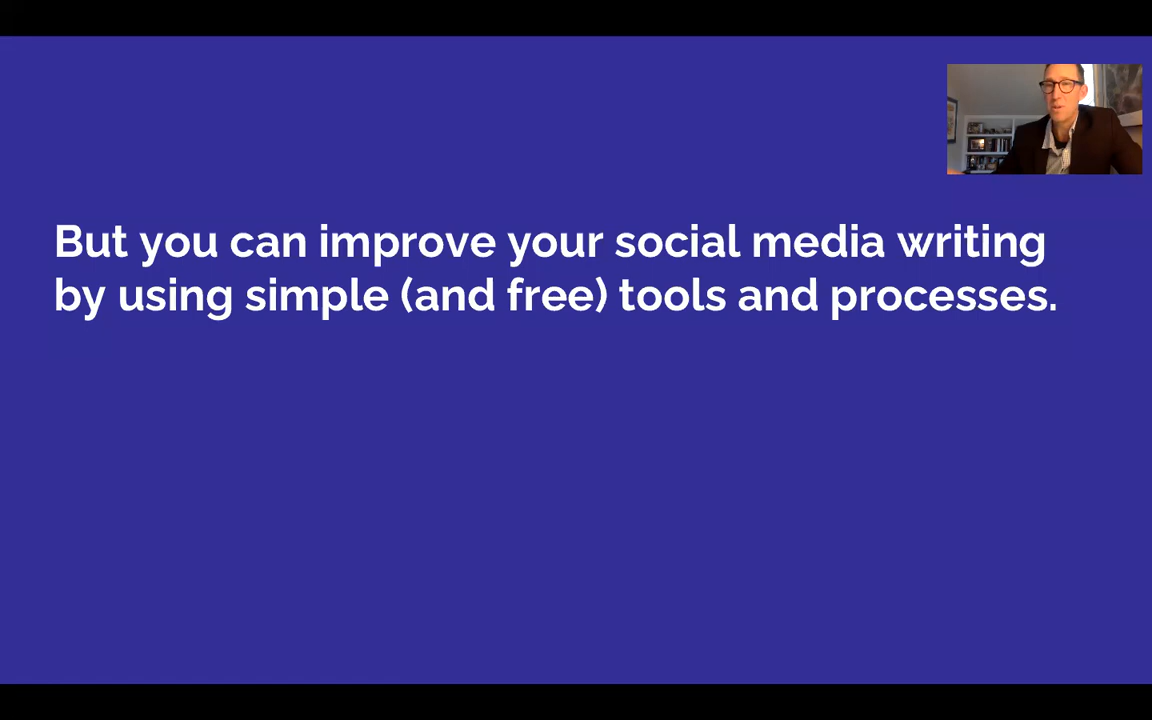 But you can improve your social media writing
by using simple (and free) tools and processes.